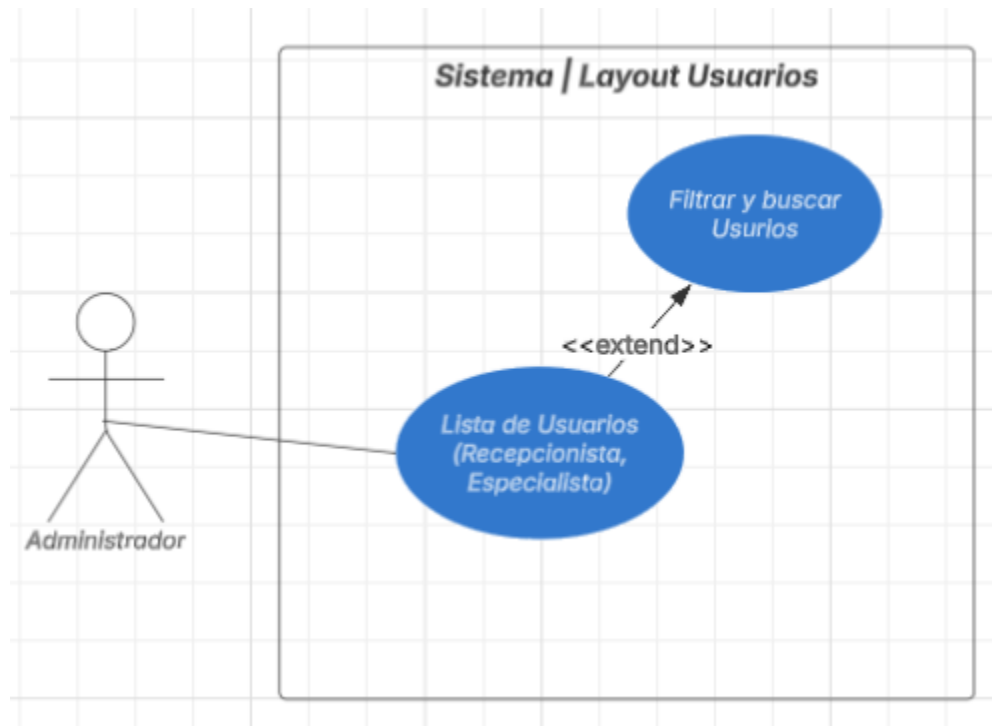 Sistema | Layout Usuarios
Filtrar y buscar
Usurios
<<extend>>
Lista de Usuarios
(Recepcionista,
Especialista)
Administrador